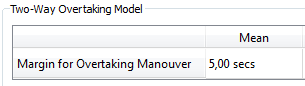 Two-Way Overtaking Model
Mean
Margin for Overtaking Manouver 5,00 secs